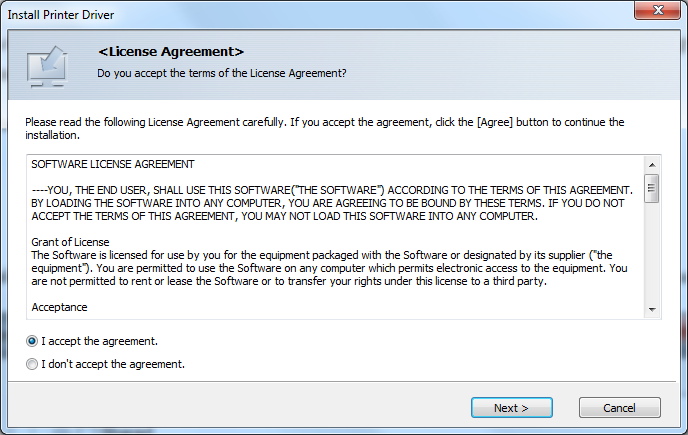 Install Printer Driver
<License Agreement>
Do you accept the terms of the License Agreement?
Please read the following License Agreement carefully. If you accept the agreement, click the [Agree] button to continue the
installation.
SOFTWARE LICENSE AGREEMENT
----YOU, THE END USER, SHALL USE THIS SOFTWARE("THE SOFTWARE") ACCORDING TO THE TERMS OF THIS AGREEMENT.
BY LOADING THE SOFTWARE INTO ANY COMPUTER, YOU ARE AGREEING TO BE BOUND BY THESE TERMS. IF YOU DO NOT
ACCEPT THE TERMS OF THIS AGREEMENT, YOU MAY NOT LOAD THIS SOFTWARE INTO ANY COMPUTER.
Grant of License
The Software is licensed for use by you for the equipment packaged with the Software or designated by its supplier ("the
equipment"). You are permitted to use the Software on any computer which permits electronic access to the equipment. You
are not permitted to rent or lease the Software or to transfer your rights under this license to a third party.
Acceptance
I accept the agreement.
I don't accept the agreement.
Next >
Cancel